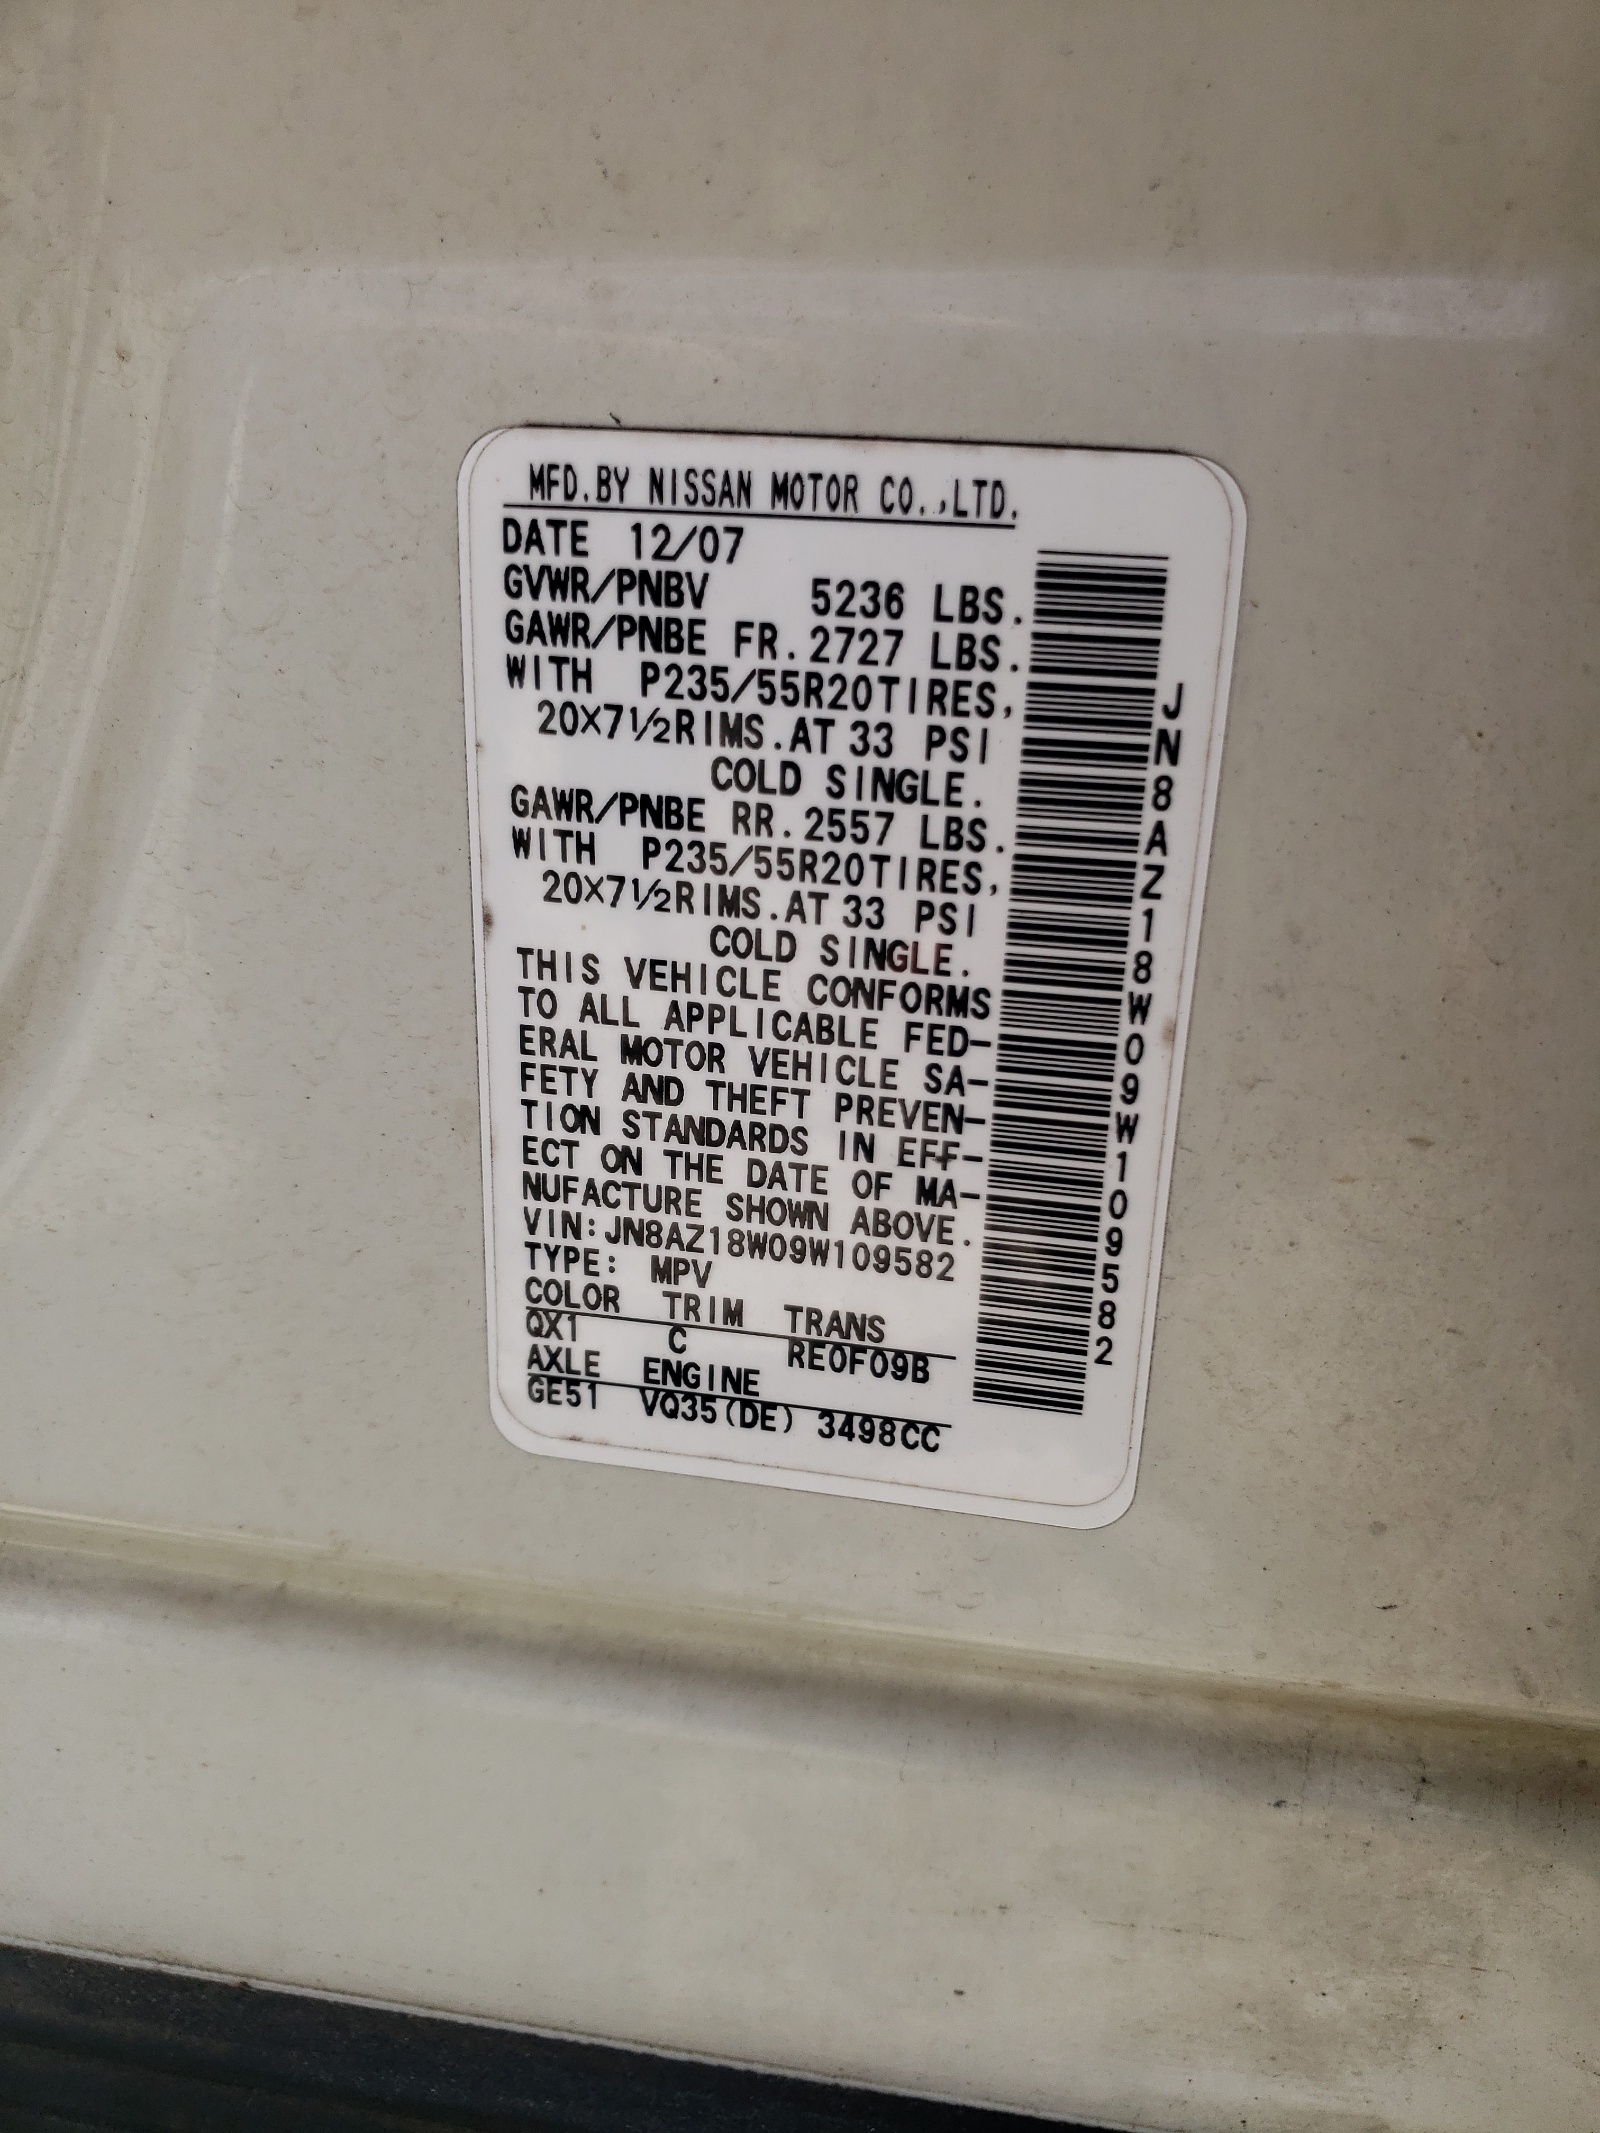 MFD.BY NISSAN MOTOR CO.,LTD.
DATE 12/07
GVWR/PNBV 5236 LBS.
GAWR/PNBE FR. 2727 LBS.
WITH P235/55R20TIRES,
20X7½RIMS.AT 33 PSI
COLD SINGLE.
GAWR/PNBE RR. 2557 LBS.
WITH P235/55R20TIRES,
20X7½RIMS.AT 33 PSI
COLD SINGLE.
THIS VEHICLE CONFORMS
TO ALL APPLICABLE FED-
ERAL MOTOR VEHICLE SA-
FETY AND THEFT PREVEN-
TION STANDARDS IN EFF-
ECT ON THE DATE OF MA-
NUFACTURE SHOWN ABOVE.
VIN:JN8AZ18W09W109582
TYPE: MPV
COLOR TRIM TRANS
QX1 C RE0F09B
AXLE ENGINE
GE51 VQ35(DE) 3498CC
JN8AZ18W09W109582